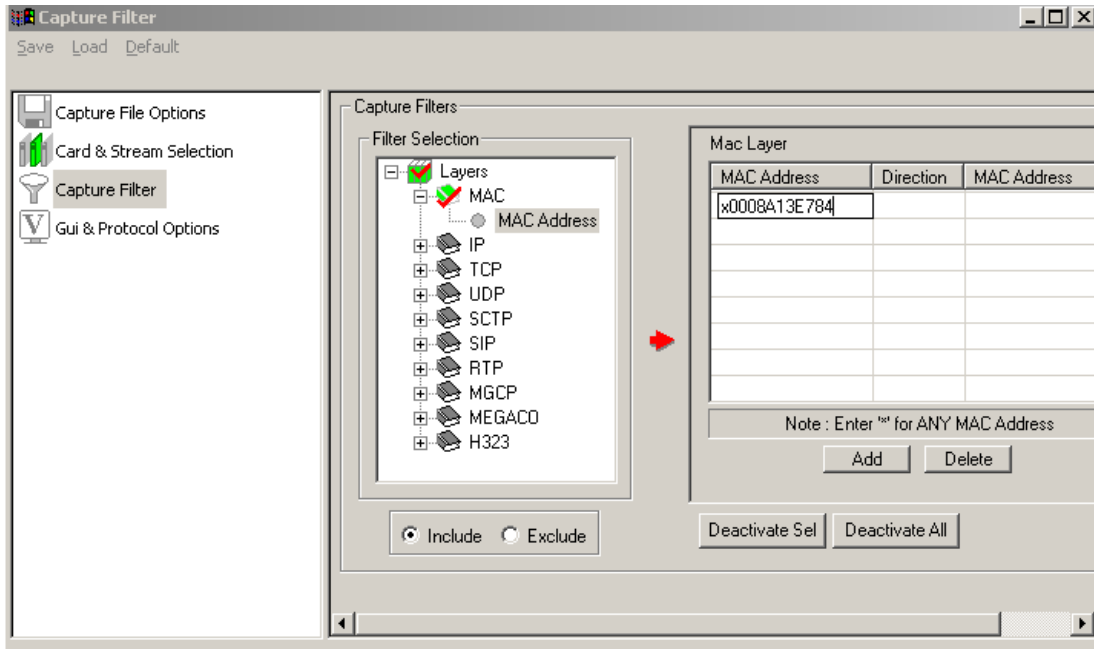 Capture Filter
Save Load Default
Capture File Options
Card & Stream Selection
Capture Filter
Gui & Protocol Options
Capture Filters
Filter Selection
Layers
MAC
MAC Address
IP
TCP
UDP
SCTP
SIP
RTP
MGCP
MEGACO
H323
Include Exclude
Mac Layer
MAC Address Direction MAC Address
x0008A13E784
Note : Enter '*' for ANY MAC Address
Add Delete
Deactivate Sel Deactivate All